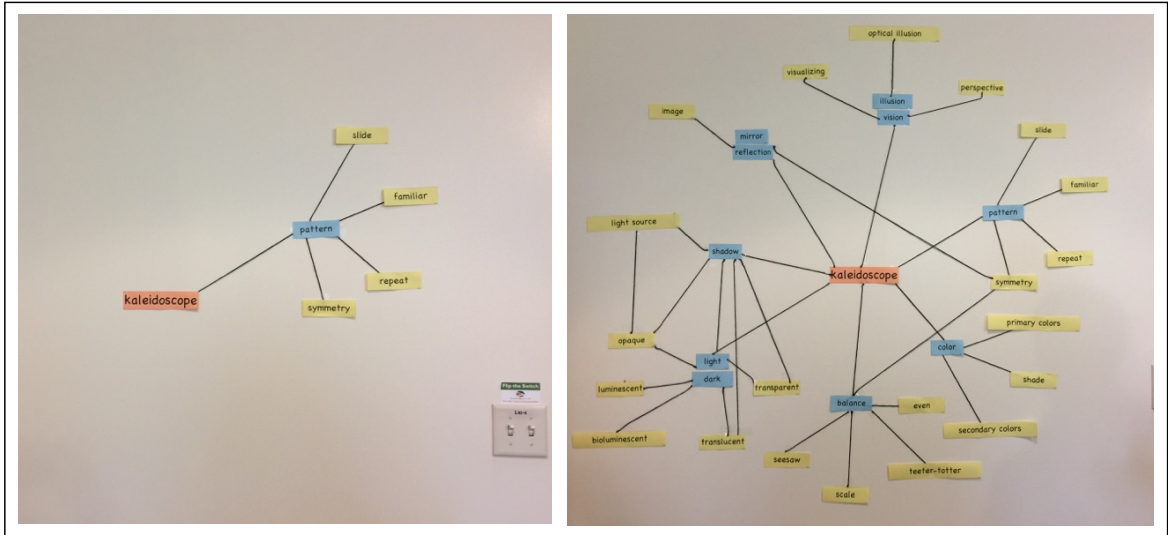 slide
familiar
pattern
repeat
kaleidoscope
symmetry
Flip the Switch
optical illusion
visualizing
perspective
illusion
vision
image
mirror
reflection
slide
familiar
pattern
light source
shadow
repeat
kaleidoscope
symmetry
primary colors
opaque
color
light
dark
shade
luminescent
transparent
balance
even
bioluminescent
translucent
secondary colors
seesaw
teeter-totter
scale